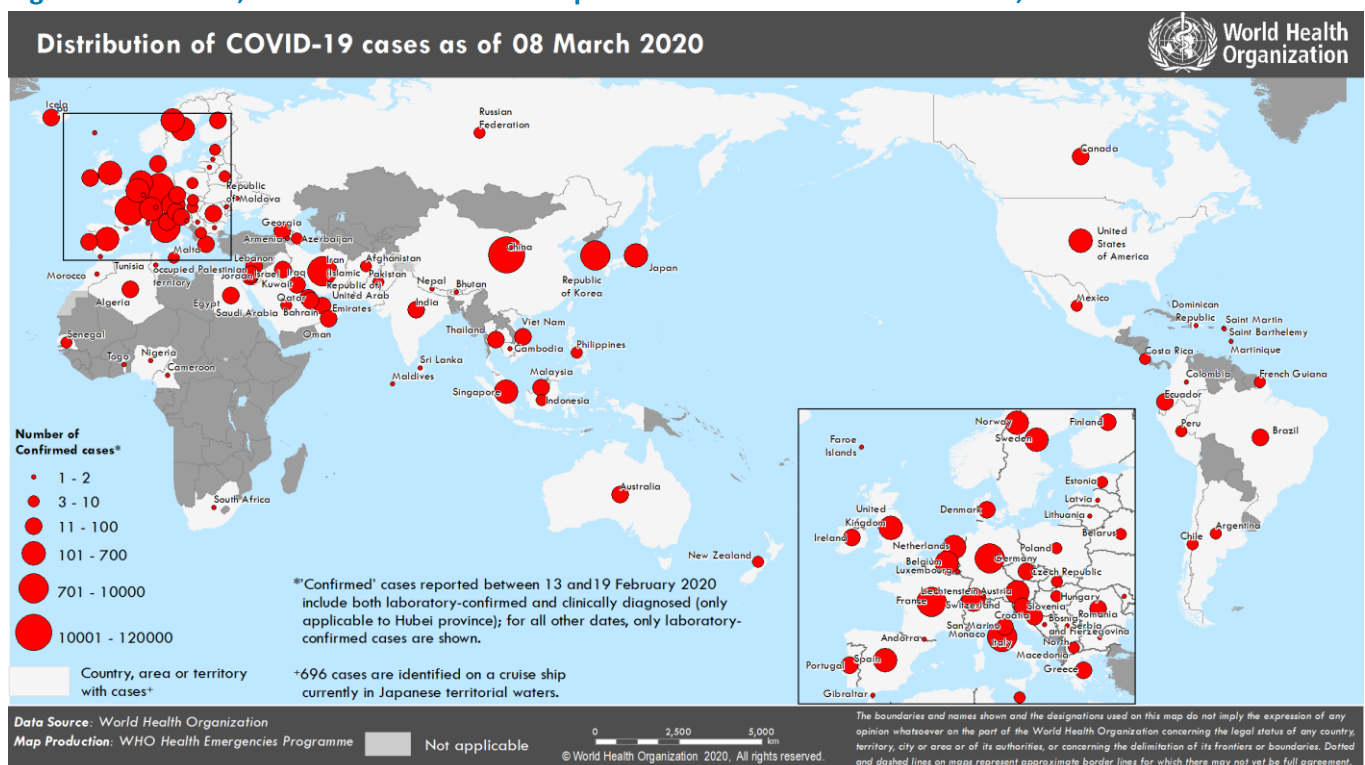 Distribution of COVID-19 cases as of 08 March 2020
World Health
Organization
Russian
Federation
Canada
Republic
of Moldova
Georgia
Armenia
Azerbaijan
China
United
States
of America
Malta
Lebanon
Iran
Islamic
Republic of
Afghanistan
Japan
Tunisia
occupied Palestinian
territory
Israel
Iraq
Jordan
Kuwait
Pakistan
Nepal
Bhutan
Republic
of Korea
Morocco
Algeria
Egypt
Qatar
Saudi Arabia
Bahrain
United Arab
Emirates
India
Mexico
Dominican
Republic
Saint Martin
Saint Barthelemy
Martinique
Oman
Thailand
Viet Nam
Cambodia
Philippines
Senegal
Togo
Nigeria
Cameroon
Sri Lanka
Maldives
Malaysia
Singapore
Indonesia
Costa Rica
Colombia
French Guiana
Ecuador
Peru
Brazil
Number of
Confirmed cases*
1 - 2
3 - 10
11 - 100
101 - 700
701 - 10000
10001 - 120000
South Africa
Australia
New Zealand
Chile
Argentina
Norway
Sweden
Finland
Faroe
Islands
Estonia
Latvia
Lithuania
United
Kingdom
Denmark
Ireland
Netherlands
Belarus
Poland
Belgium
Germany
Luxembourg
Czech Republic
Liechtenstein
Austria
Hungary
France
Switzerland
Slovenia
Romania
Croatia
San Marino
Bosnia
and Herzegovina
Serbia
Monaco
Italy
Andorra
North
Macedonia
Portugal
Spain
Greece
Gibraltar
*'Confirmed' cases reported between 13 and19 February 2020
include both laboratory-confirmed and clinically diagnosed (only
applicable to Hubei province); for all other dates, only laboratory-
confirmed cases are shown.
Country, area or territory
with cases⁺
⁺696 cases are identified on a cruise ship
currently in Japanese territorial waters.
Data Source: World Health Organization
Map Production: WHO Health Emergencies Programme
Not applicable
0 2,500 5,000
km
© World Health Organization 2020, All rights reserved.
The boundaries and names shown and the designations used on this map do not imply the expression of any
opinion whatsoever on the part of the World Health Organization concerning the legal status of any country,
territory, city or area or of its authorities, or concerning the delimitation of its frontiers or boundaries. Dotted
and dashed lines on maps represent approximate border lines for which there may not yet be full agreement.